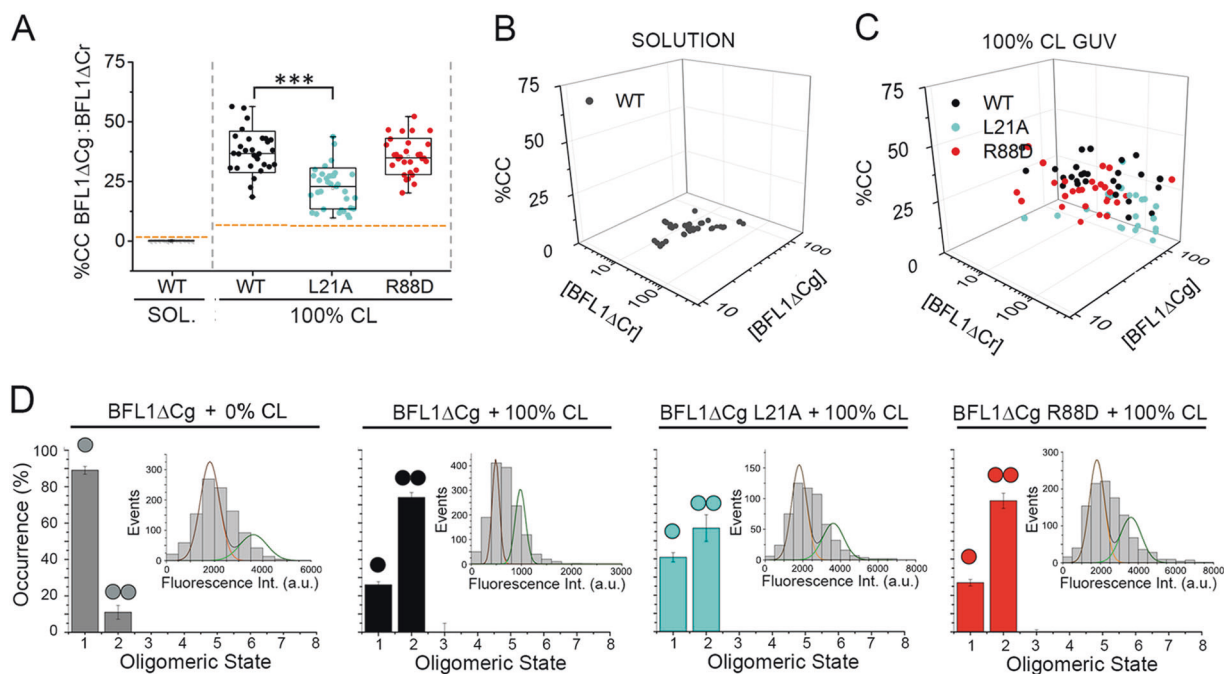 A
%CC BFL1ΔCg:BFL1ΔCr
75
50
25
0
***
WT WT L21A R88D
SOL. 100% CL
B
SOLUTION
WT
%CC
75
50
25
0
10
100
[BFL1ΔCr]
10
100
[BFL1ΔCg]
C
100% CL GUV
WT
L21A
R88D
%CC
75
50
25
0
10
100
[BFL1ΔCr]
10
100
[BFL1ΔCg]
D
BFL1ΔCg + 0% CL
Occurrence (%)
100
80
60
40
20
0
1 2 3 4 5 6 7 8
Oligomeric State
Events
300
200
100
0
0 2000 4000 6000
Fluorescence Int. (a.u.)
BFL1ΔCg + 100% CL
1 2 3 4 5 6 7 8
Oligomeric State
Events
400
300
200
100
0
0 1000 2000 3000
Fluorescence Int. (a.u.)
BFL1ΔCg L21A + 100% CL
1 2 3 4 5 6 7 8
Oligomeric State
Events
200
150
100
50
0
0 2000 4000 6000 8000
Fluorescence Int. (a.u.)
BFL1ΔCg R88D + 100% CL
1 2 3 4 5 6 7 8
Oligomeric State
Events
300
200
100
0
0 2000 4000 6000 8000
Fluorescence Int. (a.u.)